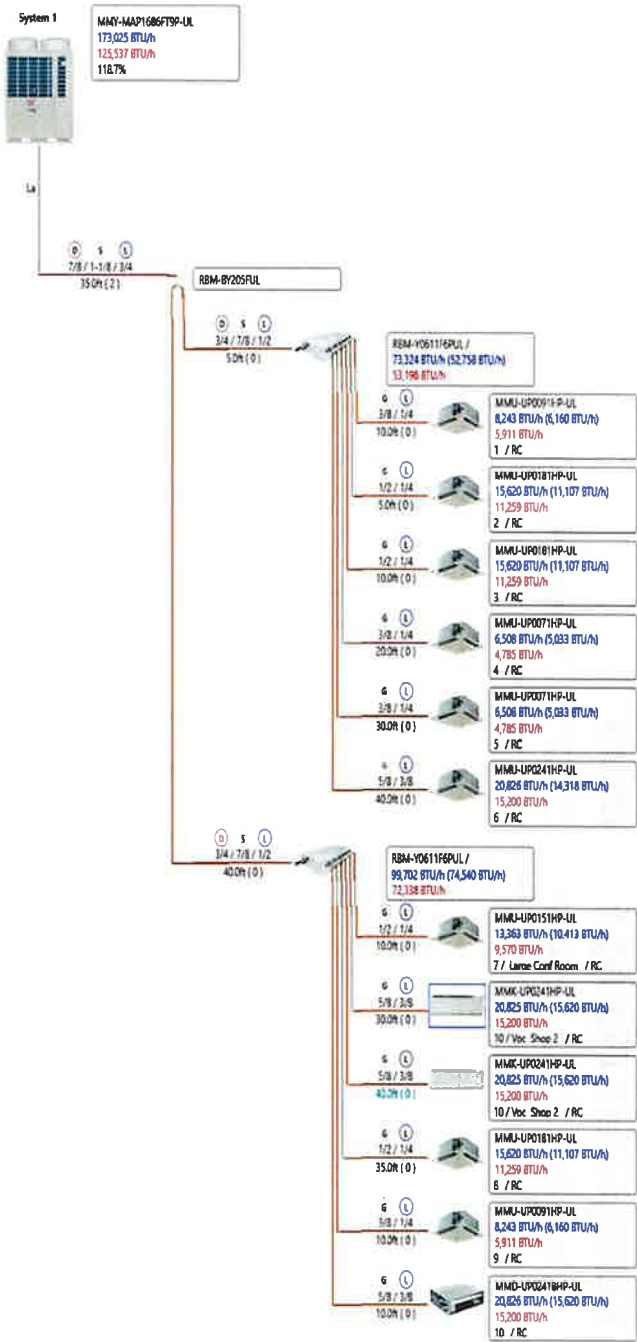 System 1
MMY-MAP1686FT9P-UL
173,025 BTU/h
125,537 BTU/h
118.7%
La
D S L
7/8 / 1-1/8 / 3/4
35.0ft ( 2 )
RBM-BY205FUL
D S L
3/4 / 7/8 / 1/2
5.0ft ( 0 )
RBM-Y0611F6PUL /
73,324 BTU/h (52,758 BTU/h)
53,198 BTU/h
G L
3/8 / 1/4
10.0ft ( 0 )
MMU-UP0091HP-UL
8,243 BTU/h (6,160 BTU/h)
5,911 BTU/h
1 / RC
G L
1/2 / 1/4
5.0ft ( 0 )
MMU-UP0181HP-UL
15,620 BTU/h (11,107 BTU/h)
11,259 BTU/h
2 / RC
G L
1/2 / 1/4
10.0ft ( 0 )
MMU-UP0181HP-UL
15,620 BTU/h (11,107 BTU/h)
11,259 BTU/h
3 / RC
G L
3/8 / 1/4
20.0ft ( 0 )
MMU-UP0071HP-UL
6,508 BTU/h (5,033 BTU/h)
4,785 BTU/h
4 / RC
G L
3/8 / 1/4
30.0ft ( 0 )
MMU-UP0071HP-UL
6,508 BTU/h (5,033 BTU/h)
4,785 BTU/h
5 / RC
G L
5/8 / 3/8
40.0ft ( 0 )
MMU-UP0241HP-UL
20,826 BTU/h (14,318 BTU/h)
15,200 BTU/h
6 / RC
D S L
3/4 / 7/8 / 1/2
40.0ft ( 0 )
RBM-Y0611F6PUL /
99,702 BTU/h (74,540 BTU/h)
72,338 BTU/h
G L
1/2 / 1/4
10.0ft ( 0 )
MMU-UP0151HP-UL
13,363 BTU/h (10,413 BTU/h)
9,570 BTU/h
7 / Large Conf Room / RC
G L
5/8 / 3/8
30.0ft ( 0 )
MMK-UP0241HP-UL
20,825 BTU/h (15,620 BTU/h)
15,200 BTU/h
10 / Voc Shop 2 / RC
G L
5/8 / 3/8
40.0ft ( 0 )
MMK-UP0241HP-UL
20,825 BTU/h (15,620 BTU/h)
15,200 BTU/h
10 / Voc Shop 2 / RC
G L
1/2 / 1/4
35.0ft ( 0 )
MMU-UP0181HP-UL
15,620 BTU/h (11,107 BTU/h)
11,259 BTU/h
8 / RC
G L
3/8 / 1/4
10.0ft ( 0 )
MMU-UP0091HP-UL
8,243 BTU/h (6,160 BTU/h)
5,911 BTU/h
9 / RC
G L
5/8 / 3/8
10.0ft ( 0 )
MMD-UP0241BHP-UL
20,826 BTU/h (15,620 BTU/h)
15,200 BTU/h
10 / RC